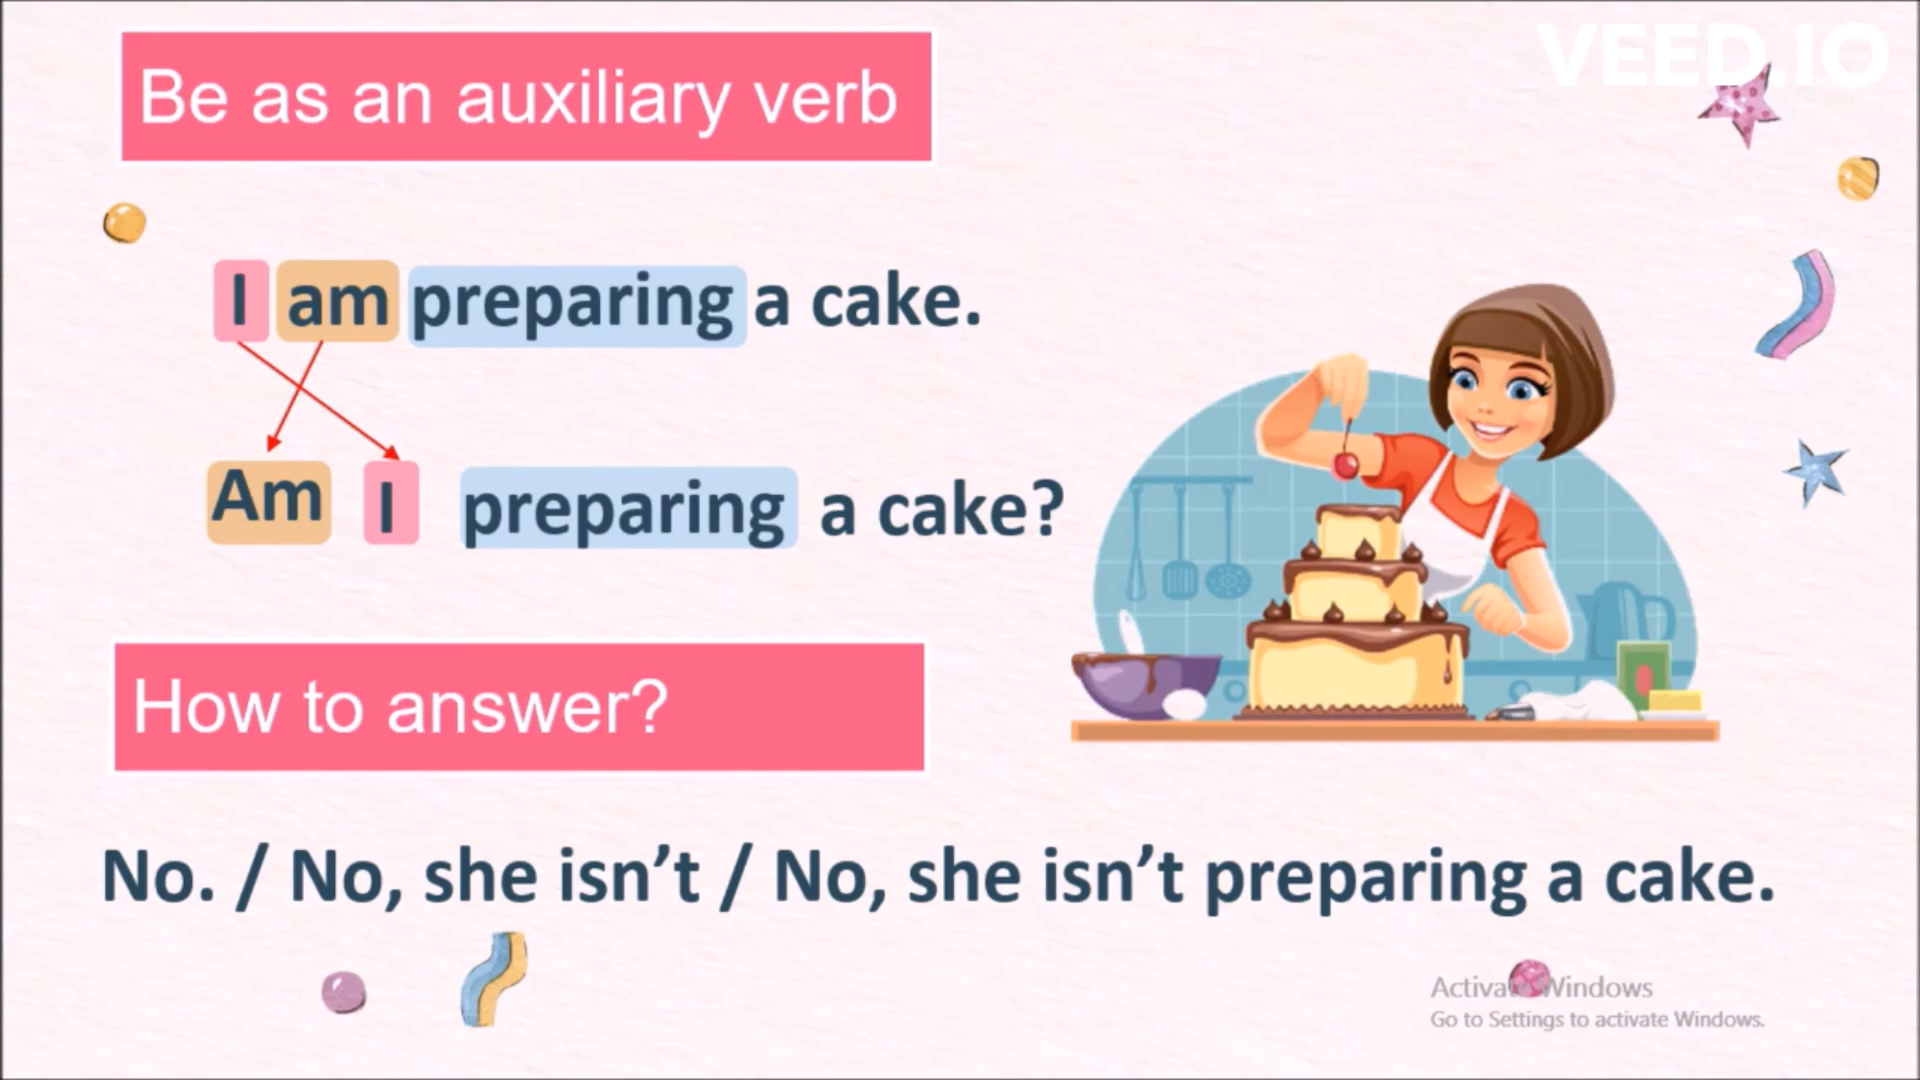 VEED.IO
Be as an auxiliary verb
I am preparing a cake.
Am I preparing a cake?
How to answer?
No. / No, she isn’t / No, she isn’t preparing a cake.
Activate Windows
Go to Settings to activate Windows.